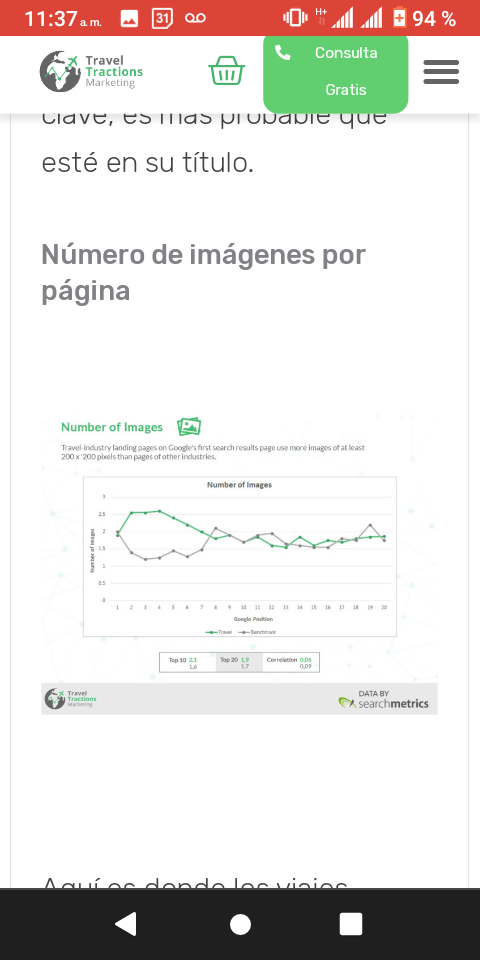 11:37 a. m.
31
H+
94 %
Travel
Tractions
Marketing
Consulta
Gratis
clave, es más probable que
esté en su título.
Número de imágenes por
página
Number of Images
Travel-industry landing pages on Google's first search results page use more images of at least
200 x '200 pixels than pages of other industries.
Number of Images
3
2.5
2
1.5
1
0.5
0
Number of Images
1 2 3 4 5 6 7 8 9 10 11 12 13 14 15 16 17 18 19 20
Google Position
Travel Benchmark
Top 10 2,1 Top 20 1,9 Correlation 0,06
1,6 1,7 0,09
Travel
Tractions
Marketing
DATA BY
searchmetrics
Aquí es donde los viajes